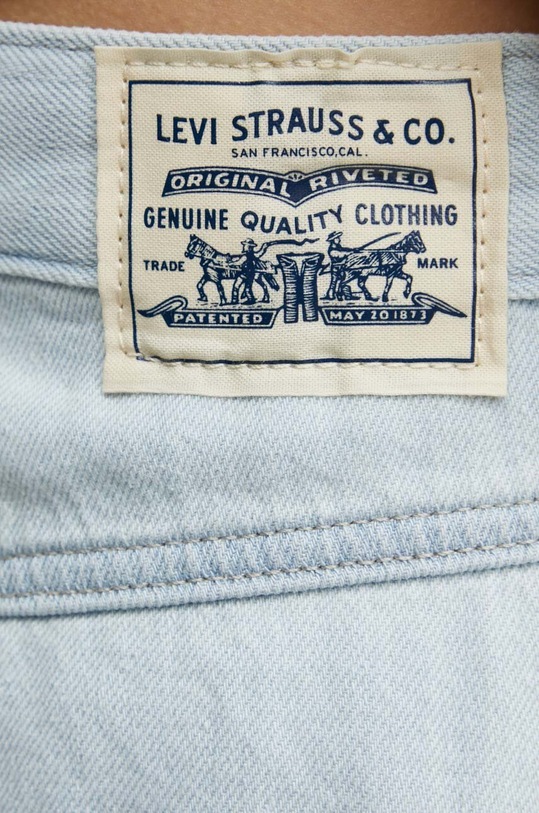 LEVI STRAUSS & CO.
SAN FRANCISCO, CAL.
ORIGINAL RIVETED
GENUINE QUALITY CLOTHING
TRADE MARK
PATENTED MAY 20 1873